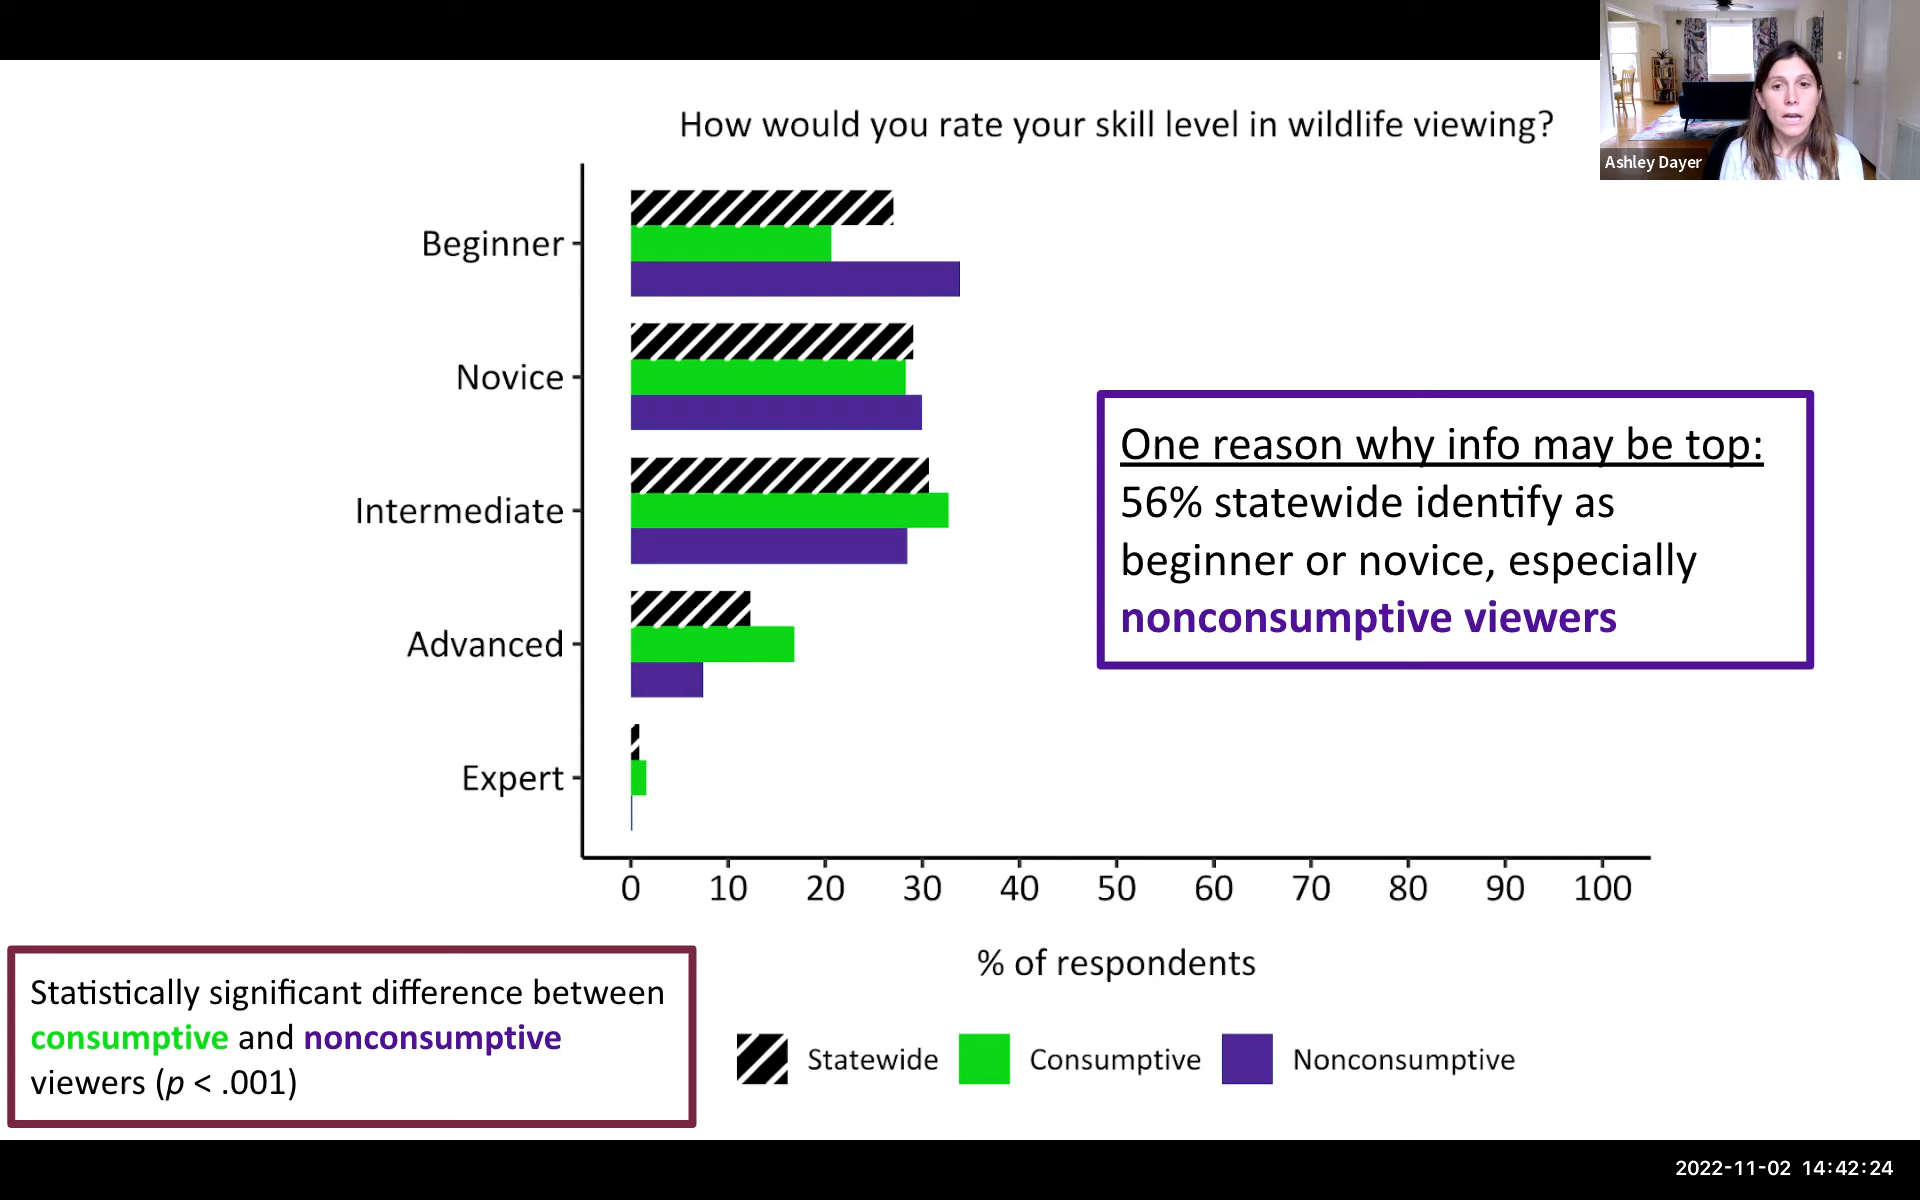 How would you rate your skill level in wildlife viewing?
Ashley Dayer
Beginner
Novice
Intermediate
Advanced
Expert
One reason why info may be top:
56% statewide identify as
beginner or novice, especially
nonconsumptive viewers
0 10 20 30 40 50 60 70 80 90 100
% of respondents
Statewide Consumptive Nonconsumptive
Statistically significant difference between
consumptive and nonconsumptive
viewers (p < .001)
2022-11-02 14:42:24